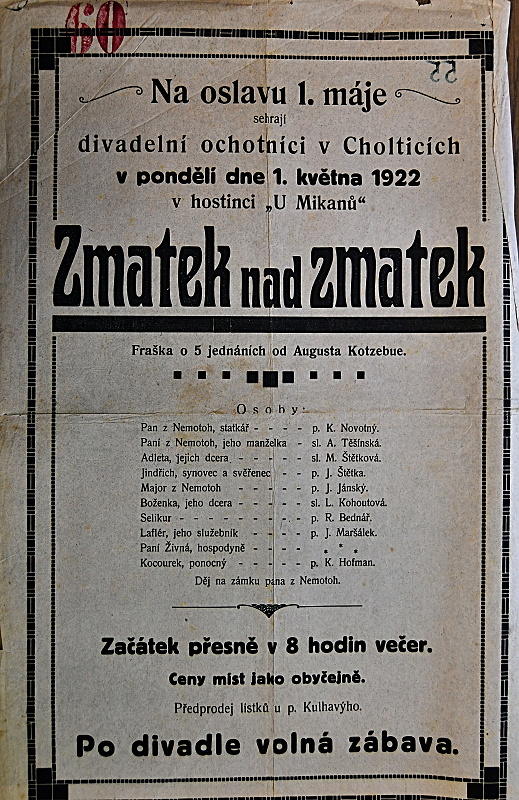 60
55
Na oslavu 1. máje
sehrají
divadelní ochotníci v Cholticích
v pondělí dne 1. května 1922
v hostinci „U Mikanů“
Zmatek nad zmatek
Fraška o 5 jednáních od Augusta Kotzebue.
Osoby:
Pan z Nemotoh, statkář - - - - p. K. Novotný.
Paní z Nemotoh, jeho manželka - sl. A. Těšínská.
Adleta, jejich dcera - - - - - sl. M. Štětková.
Jindřich, synovec a svěřenec - - p. J. Štětka.
Major z Nemotoh - - - - p. J. Jánský.
Boženka, jeho dcera - - - - sl. L. Kohoutová.
Selikur - - - - - - - - p. R. Bednář.
Laflér, jeho služebník - - - - p. J. Maršálek.
Paní Živná, hospodyně - - - - * * *
Kocourek, ponocný - - - - p. K. Hofman.
Děj na zámku pana z Nemotoh.
Začátek přesně v 8 hodin večer.
Ceny míst jako obyčejně.
Předprodej lístků u p. Kulhavýho.
Po divadle volná zábava.